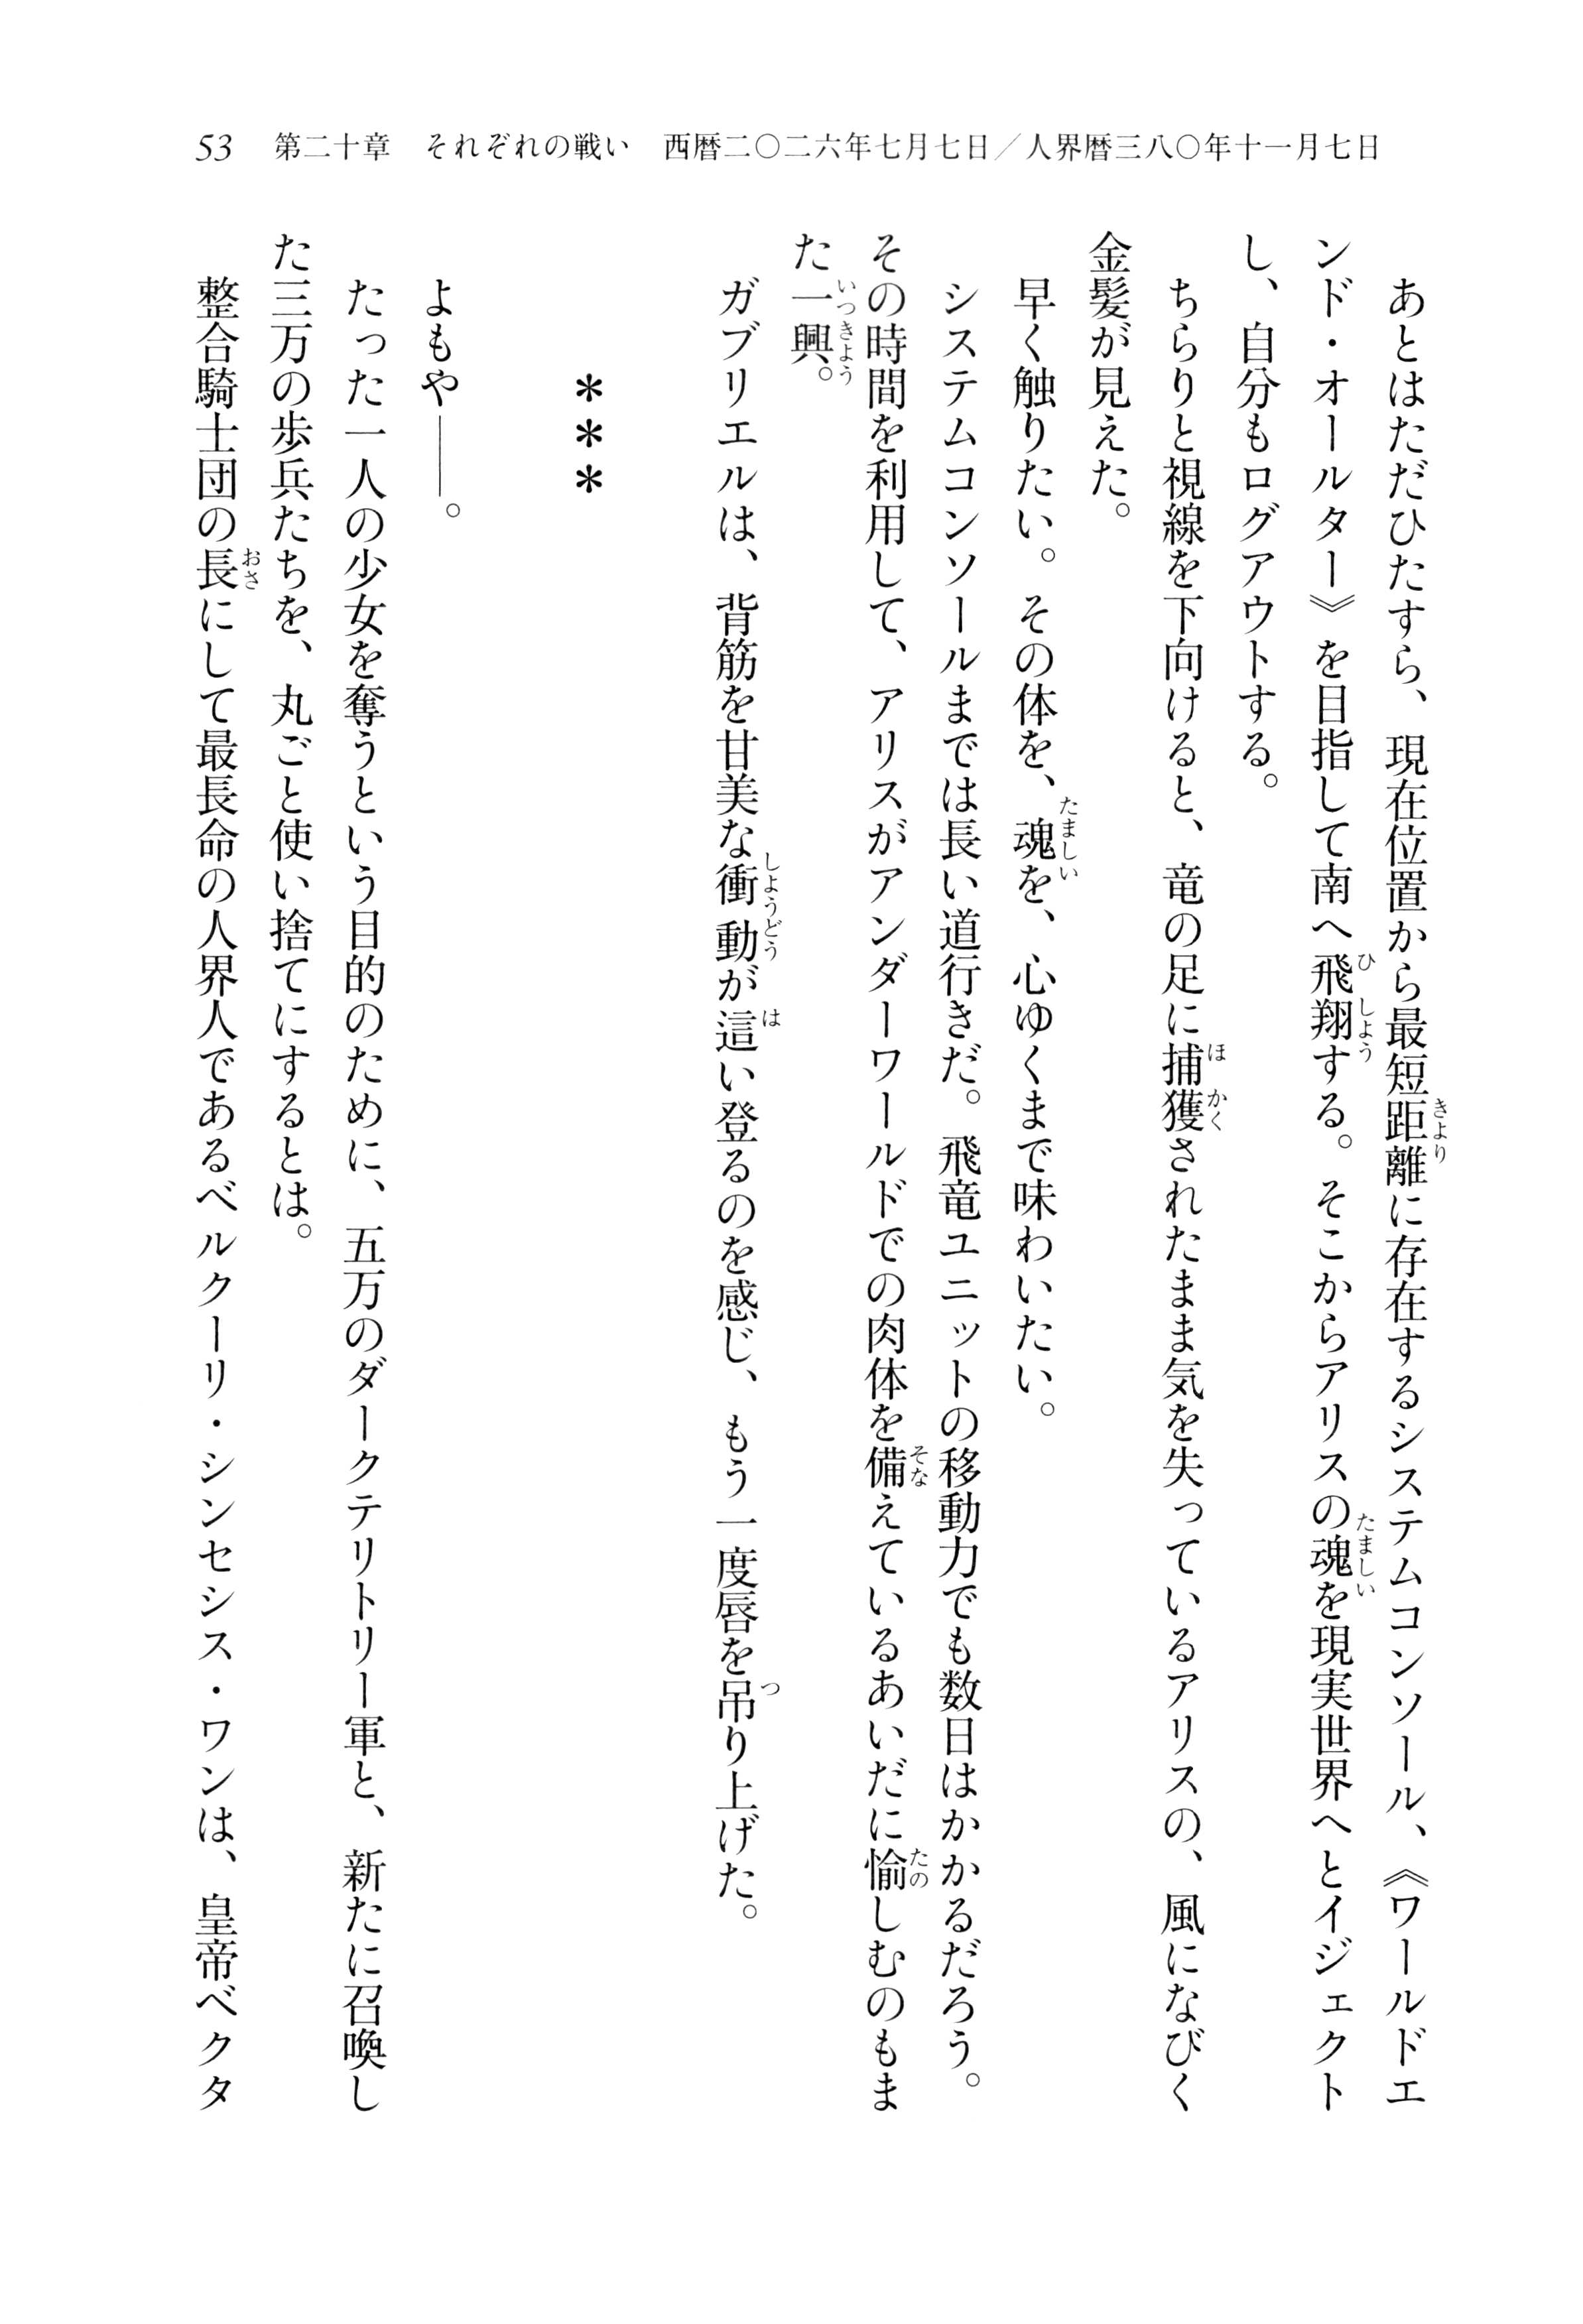 53　第二十章　それぞれの戦い　西暦二〇二六年七月七日／人界暦三八〇年十一月七日
　あとはただひたすら、現在位置から最短距離に存在するシステムコンソール、《ワールドエ
ンド・オールター》を目指して南へ飛翔する。そこからアリスの魂を現実世界へとイジェクト
し、自分もログアウトする。
　ちらりと視線を下向けると、竜の足に捕獲されたまま気を失っているアリスの、風になびく
金髪が見えた。
　早く触りたい。その体を、魂を、心ゆくまで味わいたい。
　システムコンソールまでは長い道行きだ。飛竜ユニットの移動力でも数日はかかるだろう。
その時間を利用して、アリスがアンダーワールドでの肉体を備えているあいだに愉しむのもま
た一興。
　ガブリエルは、背筋を甘美な衝動が這い登るのを感じ、もう一度唇を吊り上げた。
＊＊＊
　よもや――。
　たった一人の少女を奪うという目的のために、五万のダークテリトリー軍と、新たに召喚し
た三万の歩兵たちを、丸ごと使い捨てにするとは。
　整合騎士団の長にして最長命の人界人であるベルクーリ・シンセシス・ワンは、皇帝ベクタ